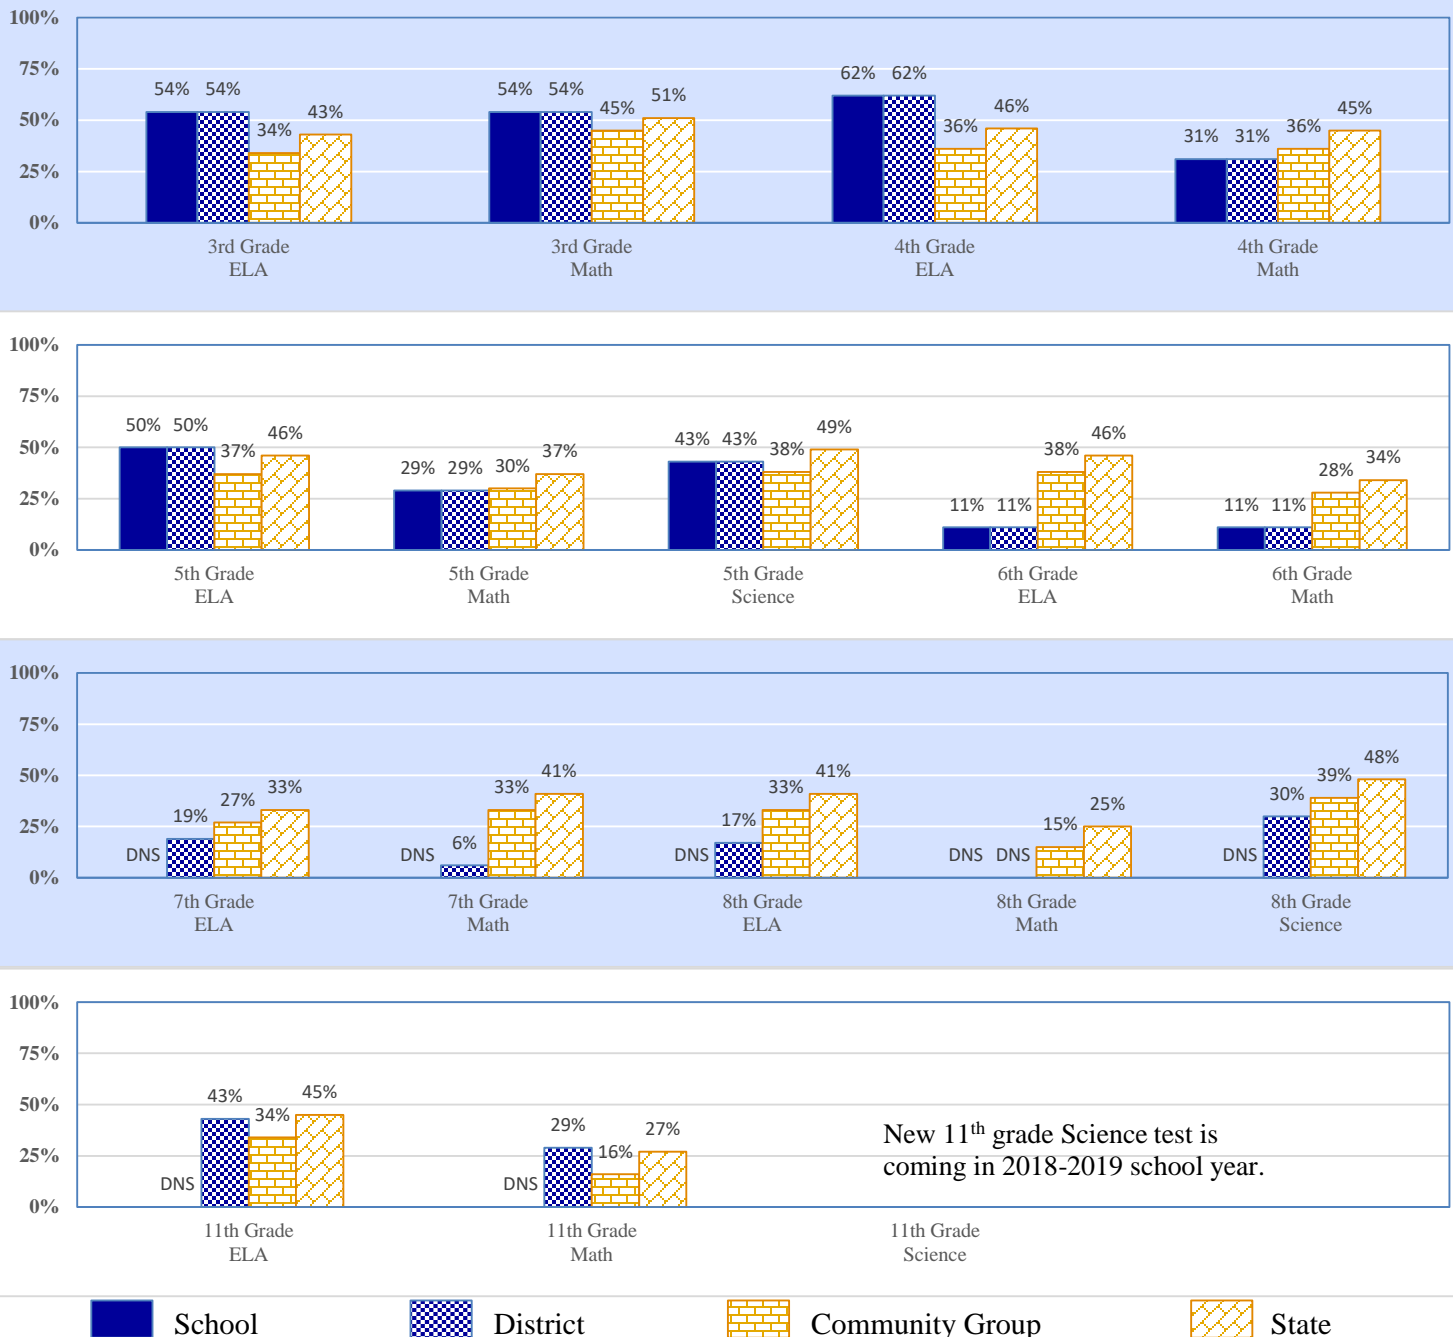 100%
75%
50%
25%
0%
54% 54% 34% 43%
54% 54% 45% 51%
62% 62% 36% 46%
31% 31% 36% 45%
3rd Grade
ELA
3rd Grade
Math
4th Grade
ELA
4th Grade
Math
100%
75%
50%
25%
0%
50% 50% 37% 46%
29% 29% 30% 37%
43% 43% 38% 49%
11% 11% 38% 46%
11% 11% 28% 34%
5th Grade
ELA
5th Grade
Math
5th Grade
Science
6th Grade
ELA
6th Grade
Math
100%
75%
50%
25%
0%
DNS 19% 27% 33%
DNS 6% 33% 41%
DNS 17% 33% 41%
DNS DNS 15% 25%
DNS 30% 39% 48%
7th Grade
ELA
7th Grade
Math
8th Grade
ELA
8th Grade
Math
8th Grade
Science
100%
75%
50%
25%
0%
DNS 43% 34% 45%
DNS 29% 16% 27%
New 11th grade Science test is
coming in 2018-2019 school year.
11th Grade
ELA
11th Grade
Math
11th Grade
Science
School District Community Group State